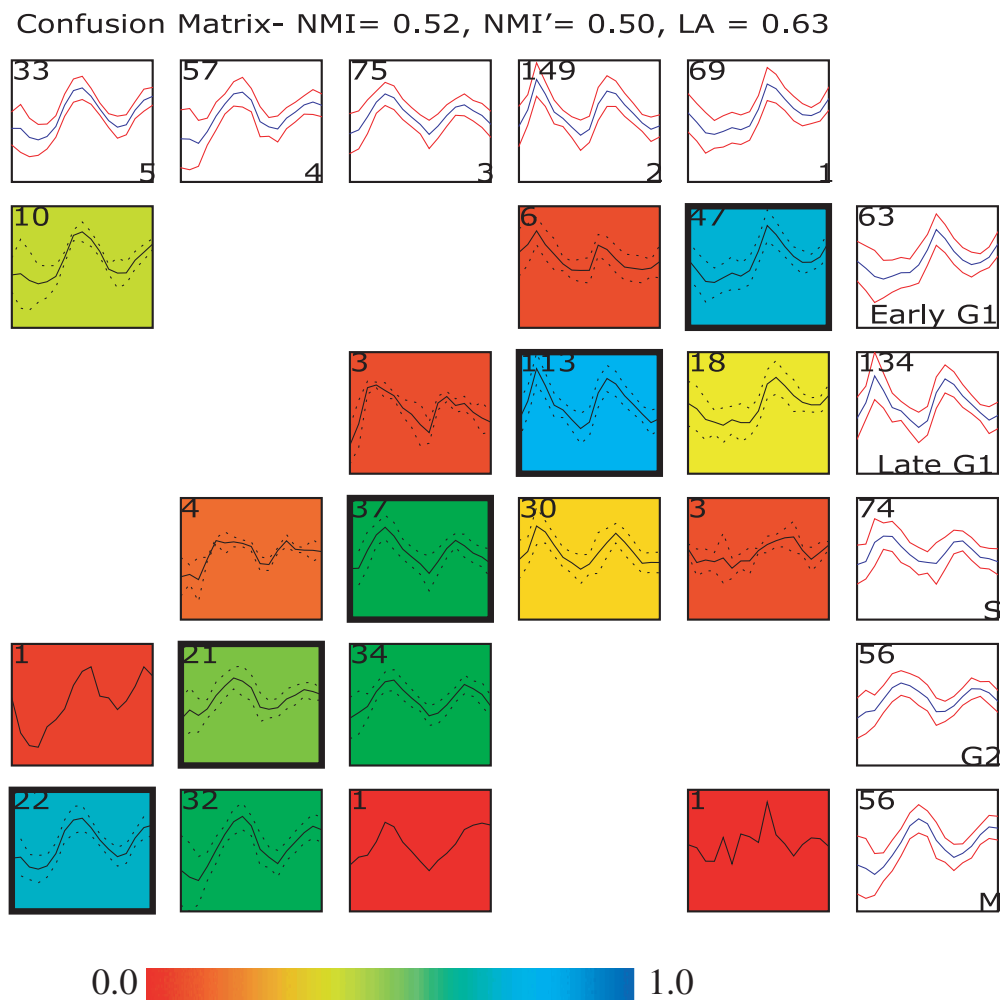 Confusion Matrix- NMI= 0.52, NMI′= 0.50, LA = 0.63
33 57 75 149 69
5 4 3 2 1
10 6 47 63
Early G1
3 113 18 134
Late G1
4 37 30 3 74
S
1 21 34 56
G2
22 32 1 1 56
M
0.0 1.0